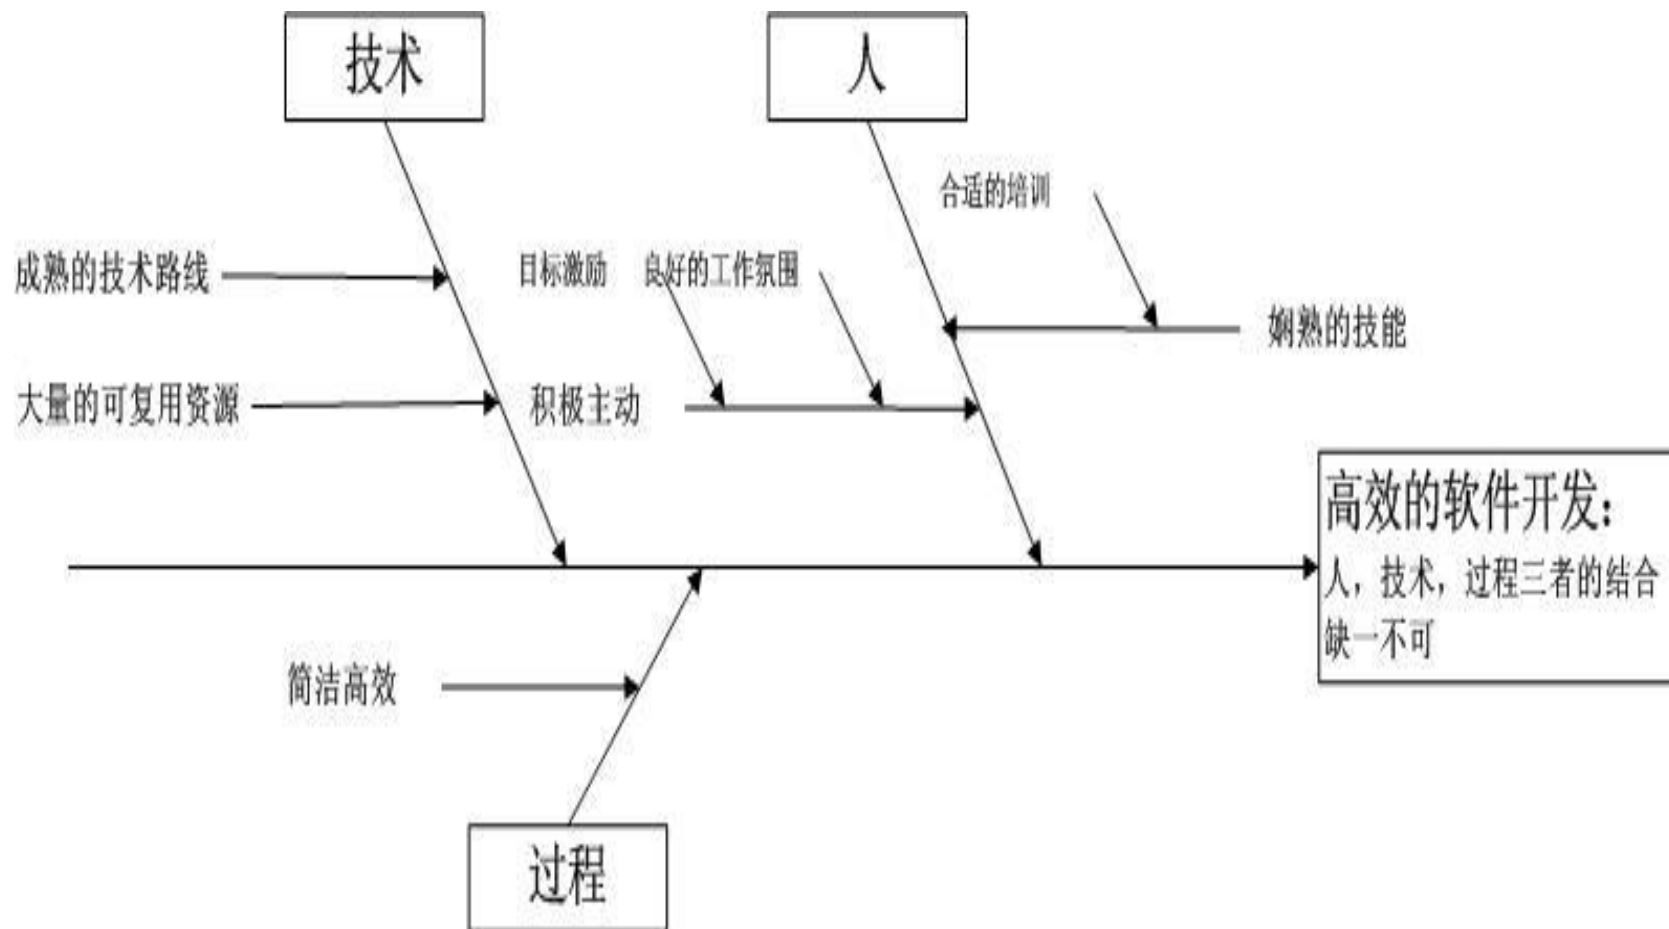 技术
人
合适的培训
成熟的技术路线
目标激励
良好的工作氛围
娴熟的技能
大量的可复用资源
积极主动
高效的软件开发：
人，技术，过程三者的结合
缺一不可
简洁高效
过程